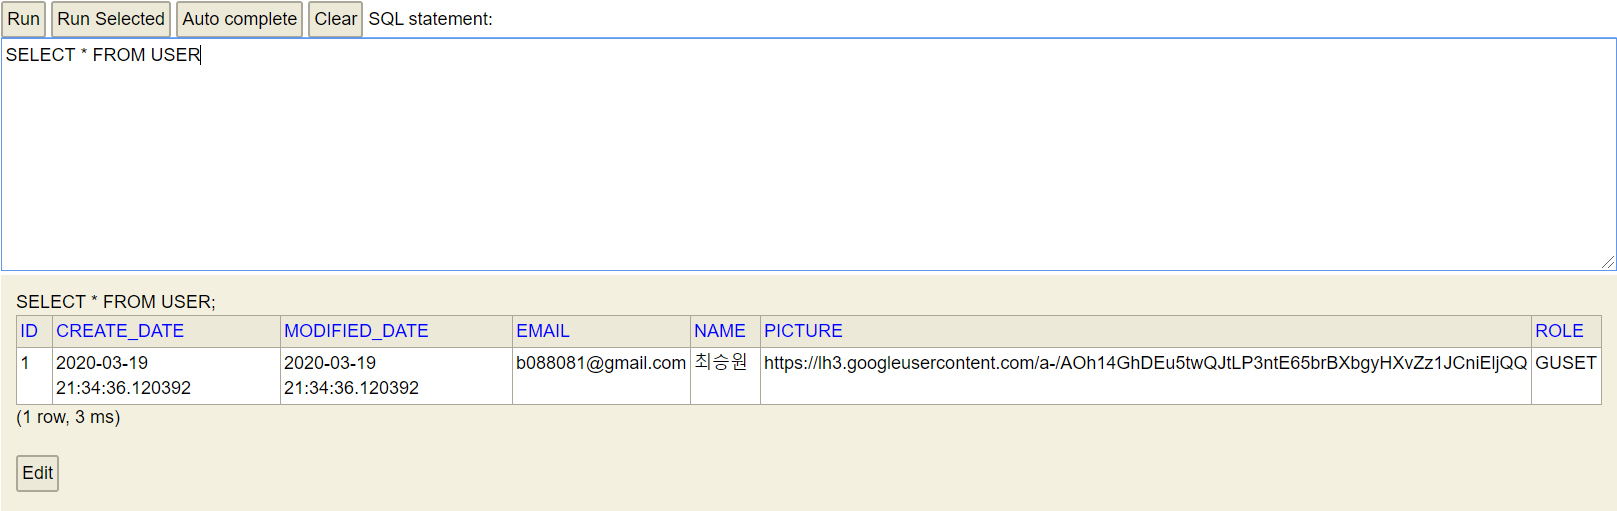 Run Run Selected Auto complete Clear SQL statement:
SELECT * FROM USER
SELECT * FROM USER;
ID CREATE_DATE MODIFIED_DATE EMAIL NAME PICTURE ROLE
1 2020-03-19 21:34:36.120392 2020-03-19 21:34:36.120392 b088081@gmail.com 최승원 https://lh3.googleusercontent.com/a-/AOh14GhDEu5twQJtLP3ntE65brBXbgyHXvZz1JCniEljQQ GUSET
(1 row, 3 ms)
Edit